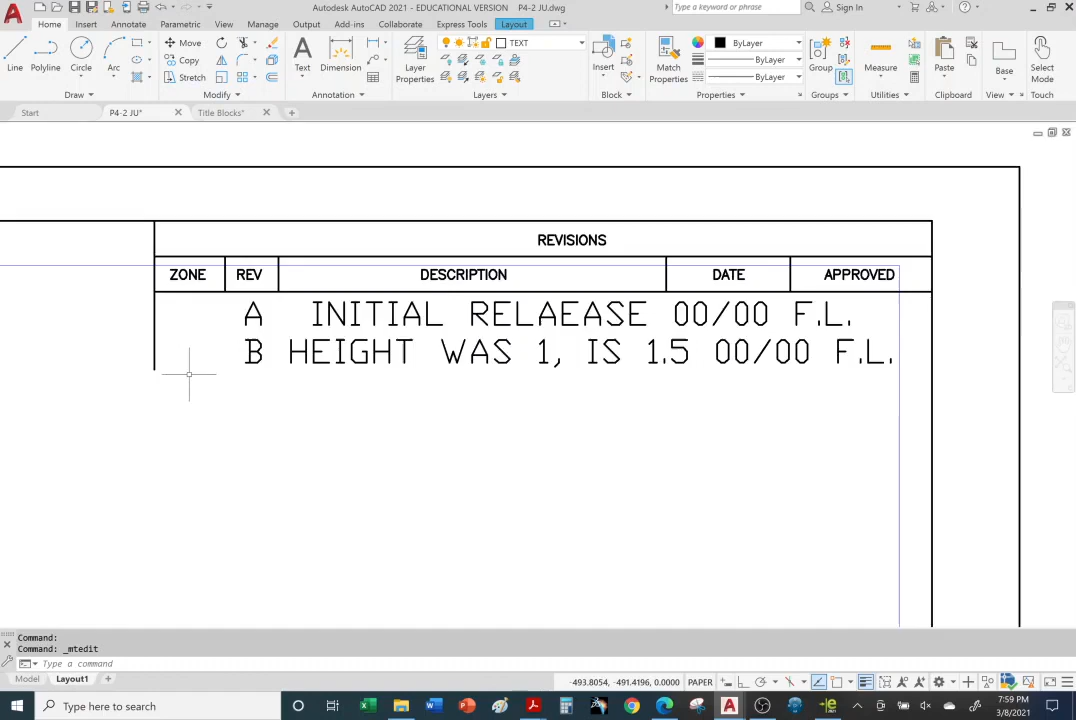 Autodesk AutoCAD 2021 - EDUCATIONAL VERSION P4-2 JU.dwg
Type a keyword or phrase
Sign In
Home Insert Annotate Parametric View Manage Output Add-ins Collaborate Express Tools Layout
Line Polyline Circle Arc
Move
Copy
Stretch
Text Dimension
Layer
Properties
TEXT
Insert
Match
Properties
ByLayer
ByLayer
ByLayer
Group
Measure
Paste
Base
Select
Mode
Draw Modify Annotation Layers Block Properties Groups Utilities Clipboard View Touch
Start P4-2 JU* Title Blocks*
REVISIONS
ZONE REV DESCRIPTION DATE APPROVED
A INITIAL RELAEASE 00/00 F.L.
B HEIGHT WAS 1, IS 1.5 00/00 F.L.
Command:
Command: _mtedit
Type a command
Model Layout1
-493.8054, -491.4196, 0.0000 PAPER
Type here to search
7:59 PM
3/8/2021